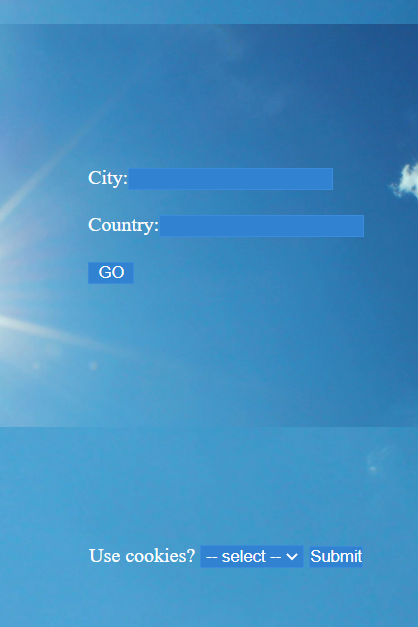 City:
Country:
GO
Use cookies? -- select -- Submit